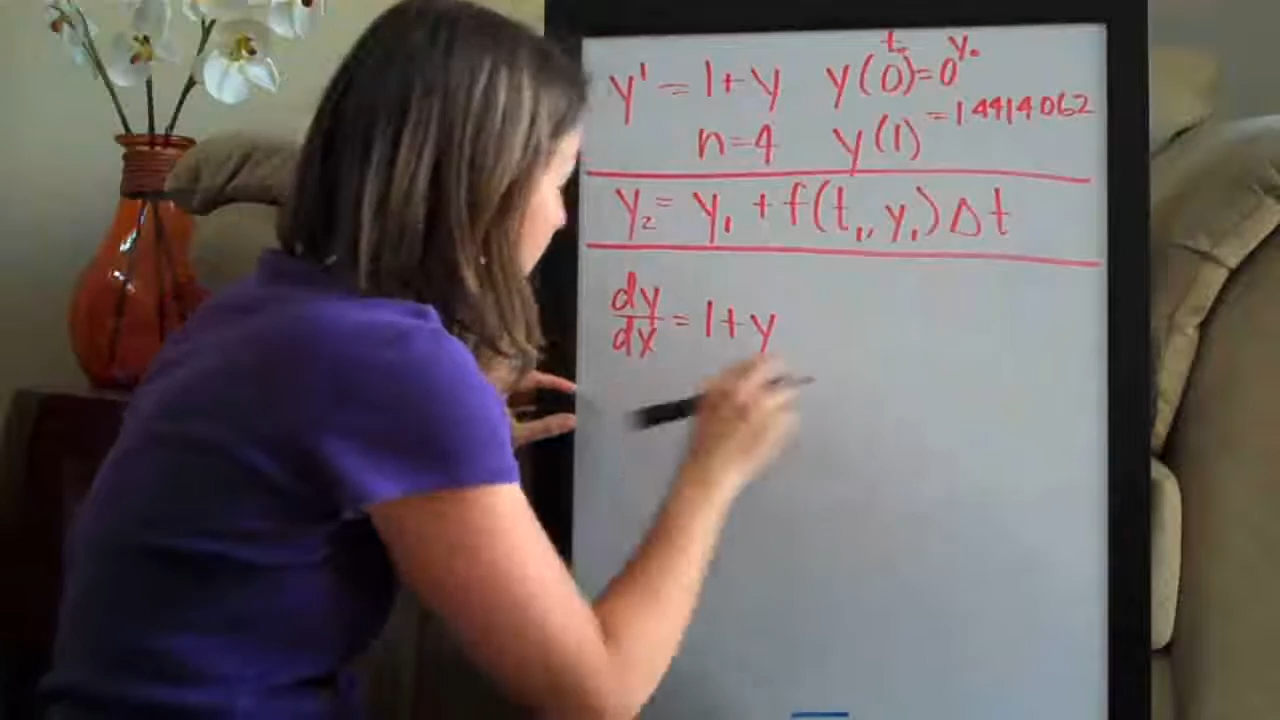 y' = 1+y y(0)=0 t₀ y₀
n=4 y(1) =1.4414062
y₂= y₁ + f(t₁, y₁) Δt
dy/dx = 1+y